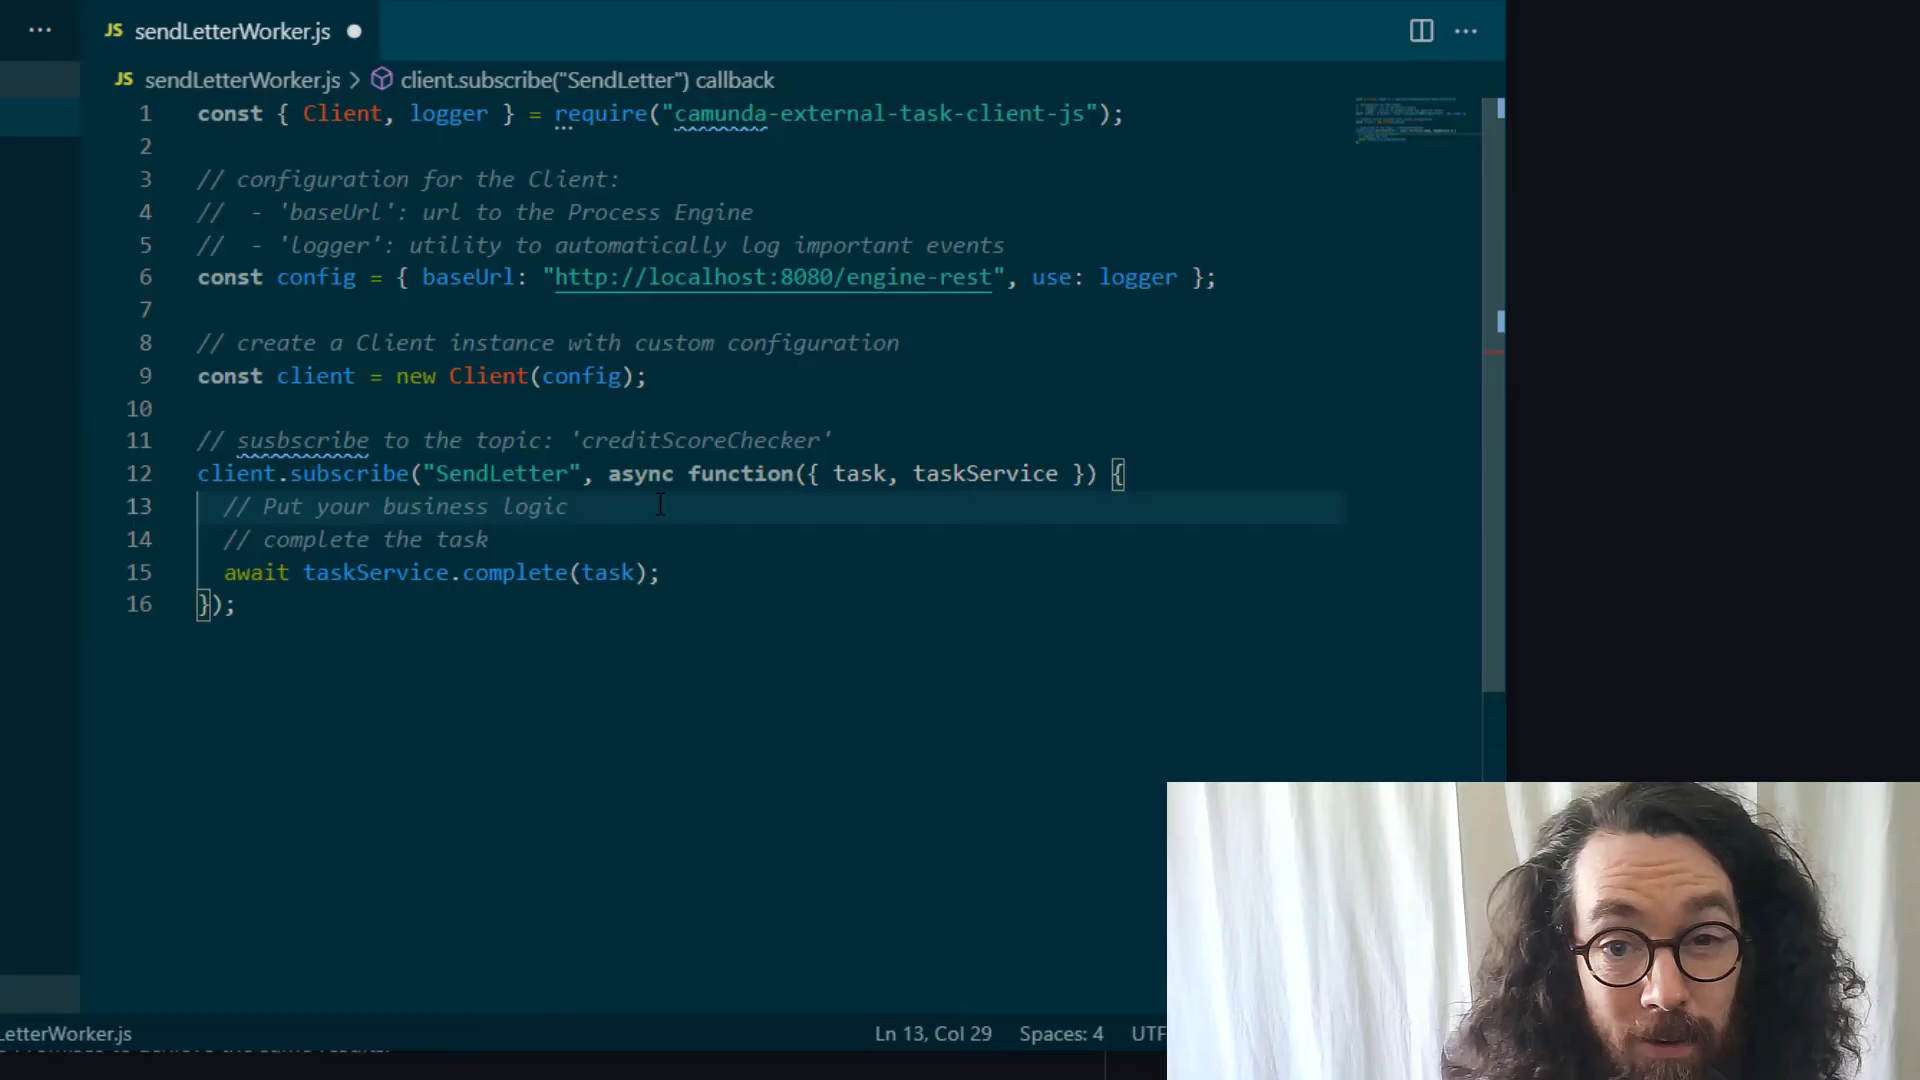 JS sendLetterWorker.js
JS sendLetterWorker.js > client.subscribe("SendLetter") callback
1 const { Client, logger } = require("camunda-external-task-client-js");
2
3 // configuration for the Client:
4 //  - 'baseUrl': url to the Process Engine
5 //  - 'logger': utility to automatically log important events
6 const config = { baseUrl: "http://localhost:8080/engine-rest", use: logger };
7
8 // create a Client instance with custom configuration
9 const client = new Client(config);
10
11 // susbscribe to the topic: 'creditScoreChecker'
12 client.subscribe("SendLetter", async function({ task, taskService }) {
13 // Put your business logic
14 // complete the task
15 await taskService.complete(task);
16 });
LetterWorker.js Ln 13, Col 29 Spaces: 4 UTF